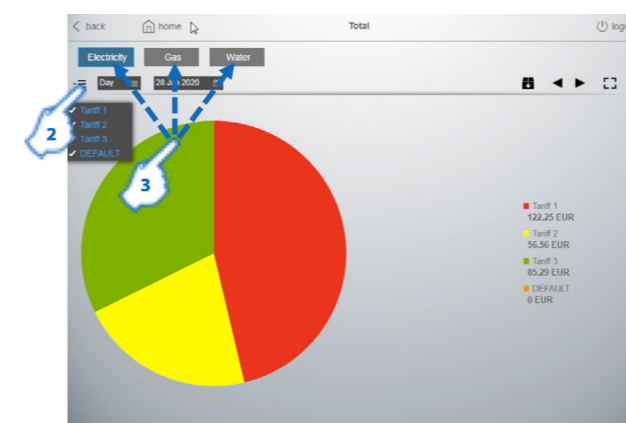 back home Total
Electricity Gas Water
Day 28 Jan 2020
Tariff 1
Tariff 2
Tariff 3
DEFAULT
2
3
Tariff 1
122.25 EUR
Tariff 2
56.56 EUR
Tariff 3
85.29 EUR
DEFAULT
0 EUR